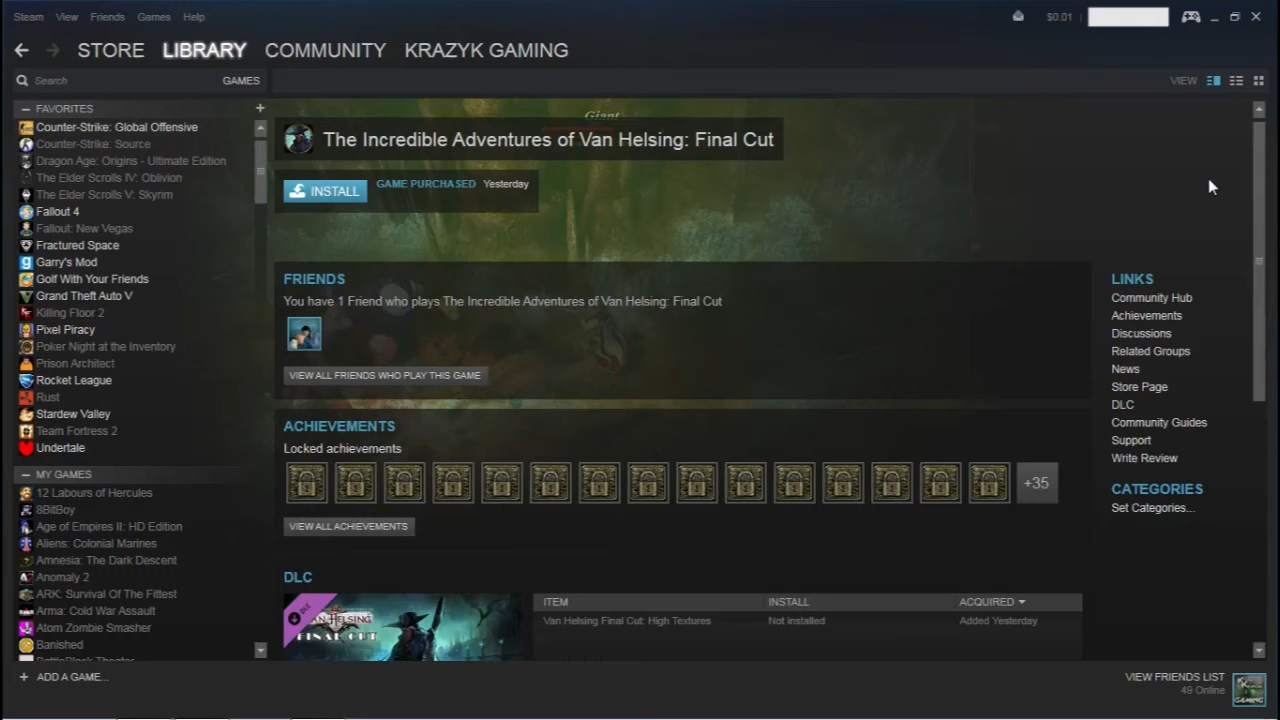 Steam View Friends Games Help
$0.01
STORE LIBRARY COMMUNITY KRAZYK GAMING
Search GAMES
VIEW
FAVORITES
Counter-Strike: Global Offensive
Counter-Strike: Source
Dragon Age: Origins - Ultimate Edition
The Elder Scrolls IV: Oblivion
The Elder Scrolls V: Skyrim
Fallout 4
Fallout: New Vegas
Fractured Space
Garry's Mod
Golf With Your Friends
Grand Theft Auto V
Killing Floor 2
Pixel Piracy
Poker Night at the Inventory
Prison Architect
Rocket League
Rust
Stardew Valley
Team Fortress 2
Undertale
MY GAMES
12 Labours of Hercules
8BitBoy
Age of Empires II: HD Edition
Aliens: Colonial Marines
Amnesia: The Dark Descent
Anomaly 2
ARK: Survival Of The Fittest
Arma: Cold War Assault
Atom Zombie Smasher
Banished
BattleBlock Theater
+ ADD A GAME...
Giant
The Incredible Adventures of Van Helsing: Final Cut
INSTALL
GAME PURCHASED Yesterday
FRIENDS
You have 1 Friend who plays The Incredible Adventures of Van Helsing: Final Cut
VIEW ALL FRIENDS WHO PLAY THIS GAME
ACHIEVEMENTS
Locked achievements
+35
VIEW ALL ACHIEVEMENTS
DLC
DLC
VAN HELSING
FINAL CUT
ITEM INSTALL ACQUIRED
Van Helsing Final Cut: High Textures Not installed Added Yesterday
LINKS
Community Hub
Achievements
Discussions
Related Groups
News
Store Page
DLC
Community Guides
Support
Write Review
CATEGORIES
Set Categories...
VIEW FRIENDS LIST
49 Online